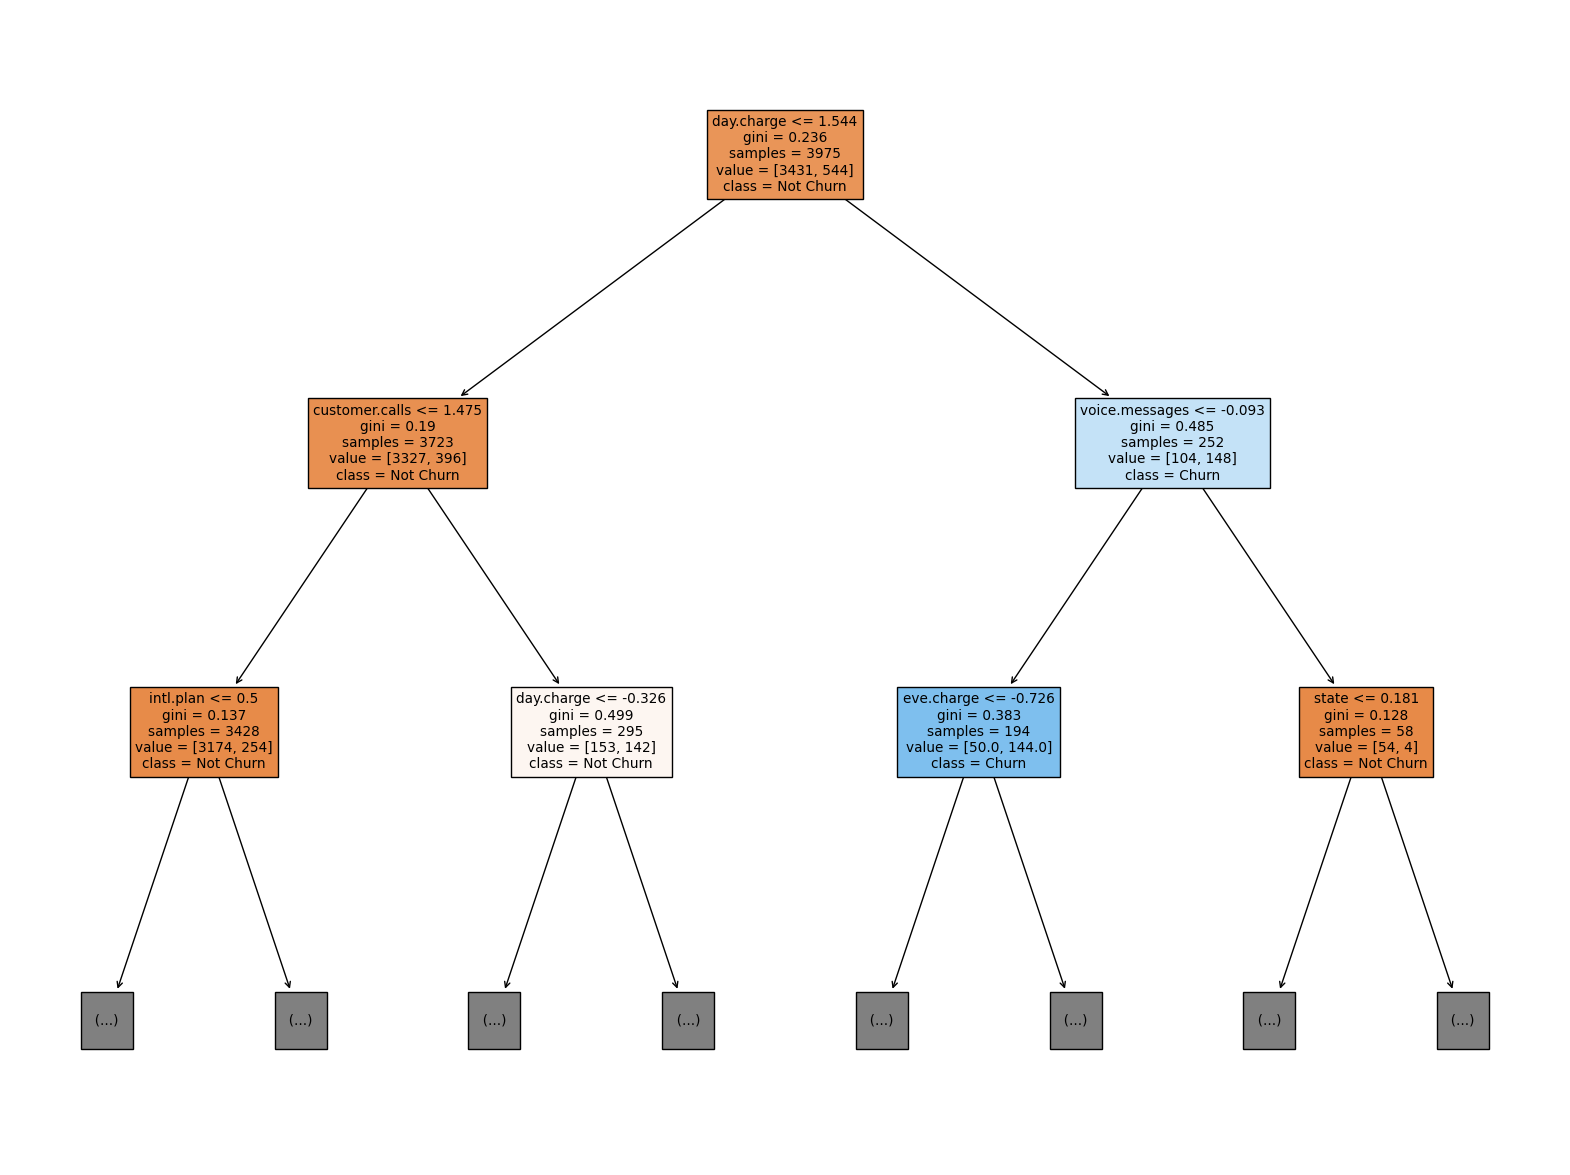 day.charge <= 1.544
gini = 0.236
samples = 3975
value = [3431, 544]
class = Not Churn
customer.calls <= 1.475
gini = 0.19
samples = 3723
value = [3327, 396]
class = Not Churn
voice.messages <= -0.093
gini = 0.485
samples = 252
value = [104, 148]
class = Churn
intl.plan <= 0.5
gini = 0.137
samples = 3428
value = [3174, 254]
class = Not Churn
day.charge <= -0.326
gini = 0.499
samples = 295
value = [153, 142]
class = Not Churn
eve.charge <= -0.726
gini = 0.383
samples = 194
value = [50.0, 144.0]
class = Churn
state <= 0.181
gini = 0.128
samples = 58
value = [54, 4]
class = Not Churn
(...)
(...)
(...)
(...)
(...)
(...)
(...)
(...)